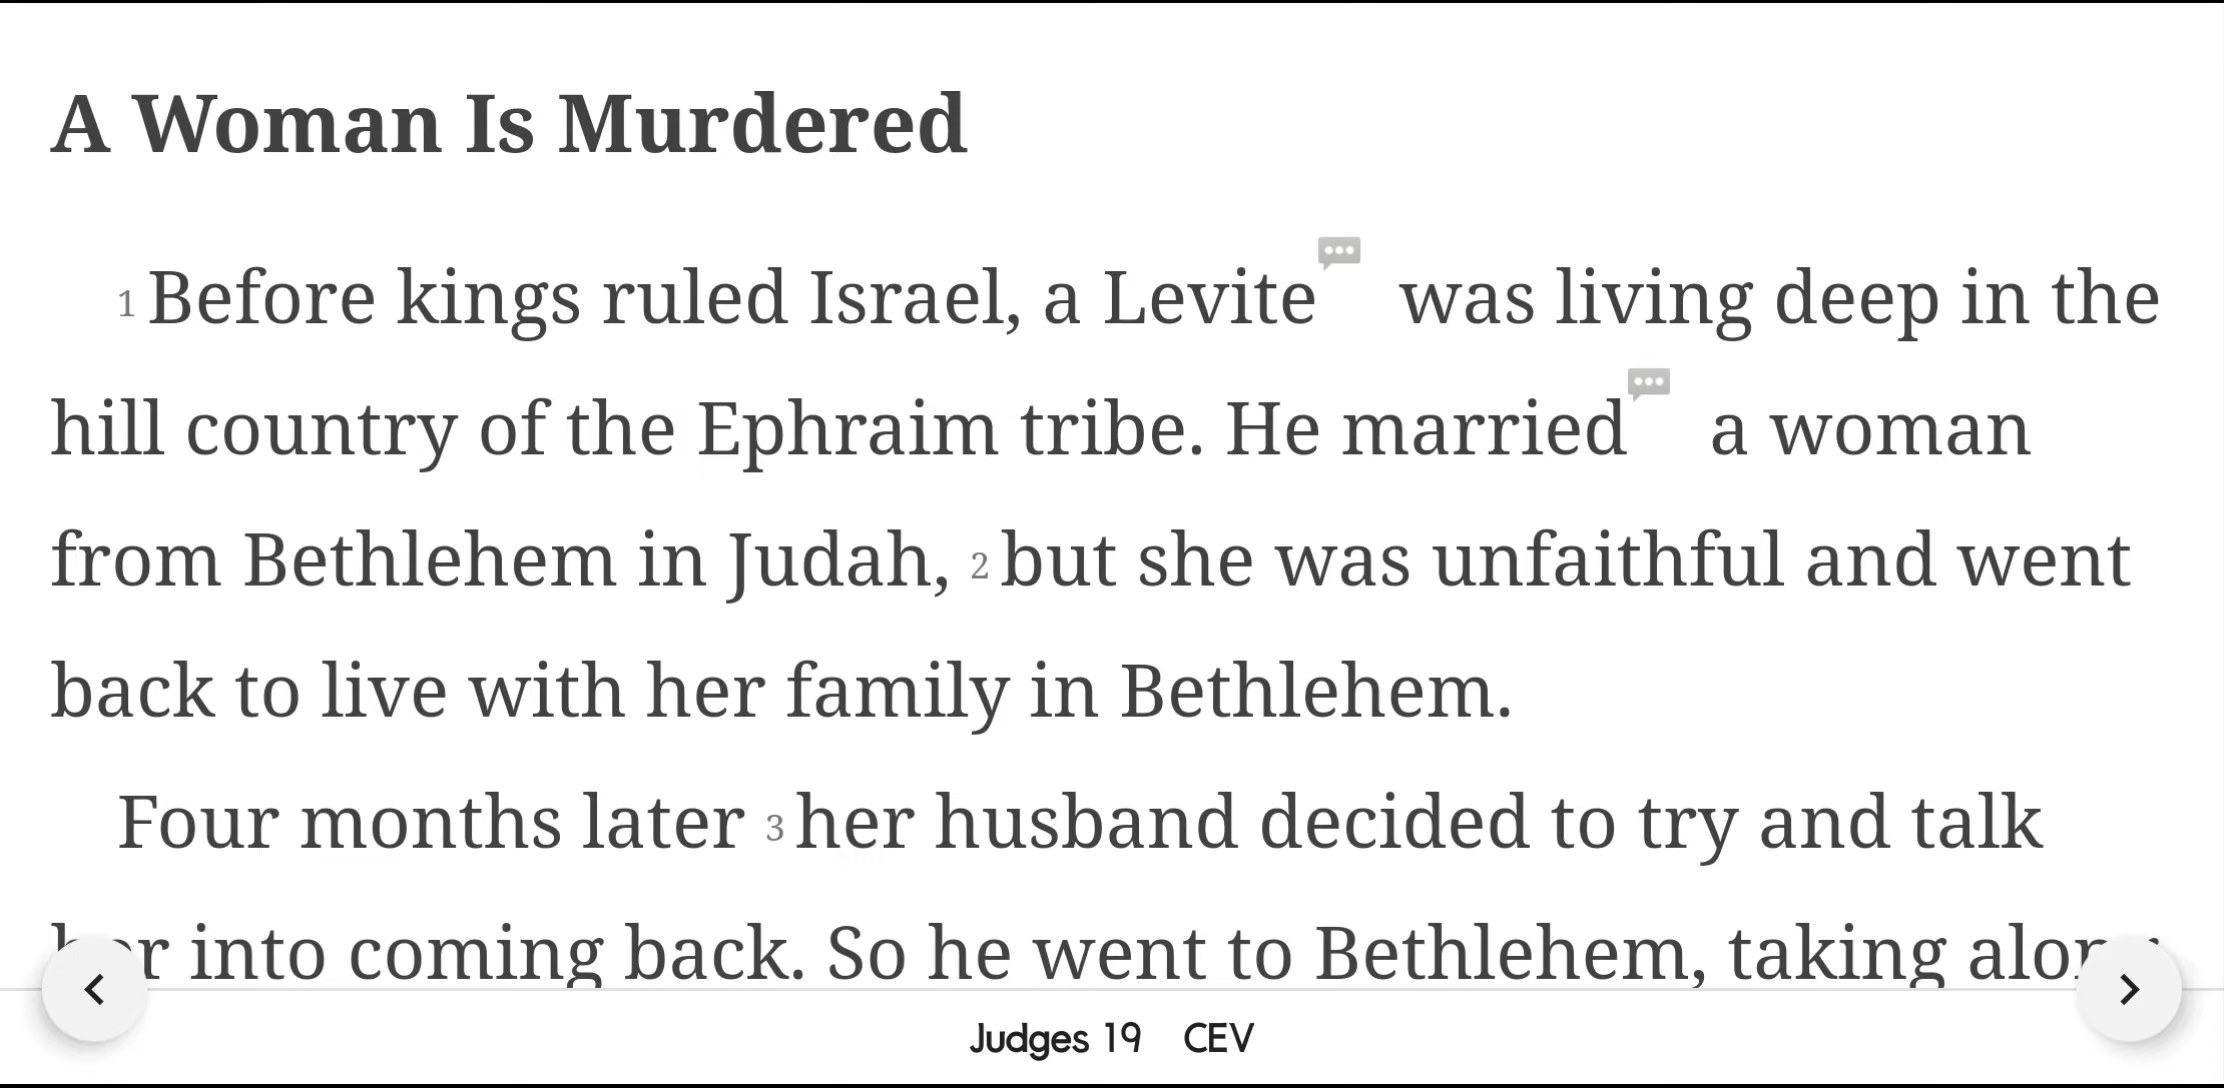 A Woman Is Murdered
1 Before kings ruled Israel, a Levite was living deep in the
hill country of the Ephraim tribe. He married a woman
from Bethlehem in Judah, 2 but she was unfaithful and went
back to live with her family in Bethlehem.
Four months later 3 her husband decided to try and talk
her into coming back. So he went to Bethlehem, taking along
Judges 19 CEV